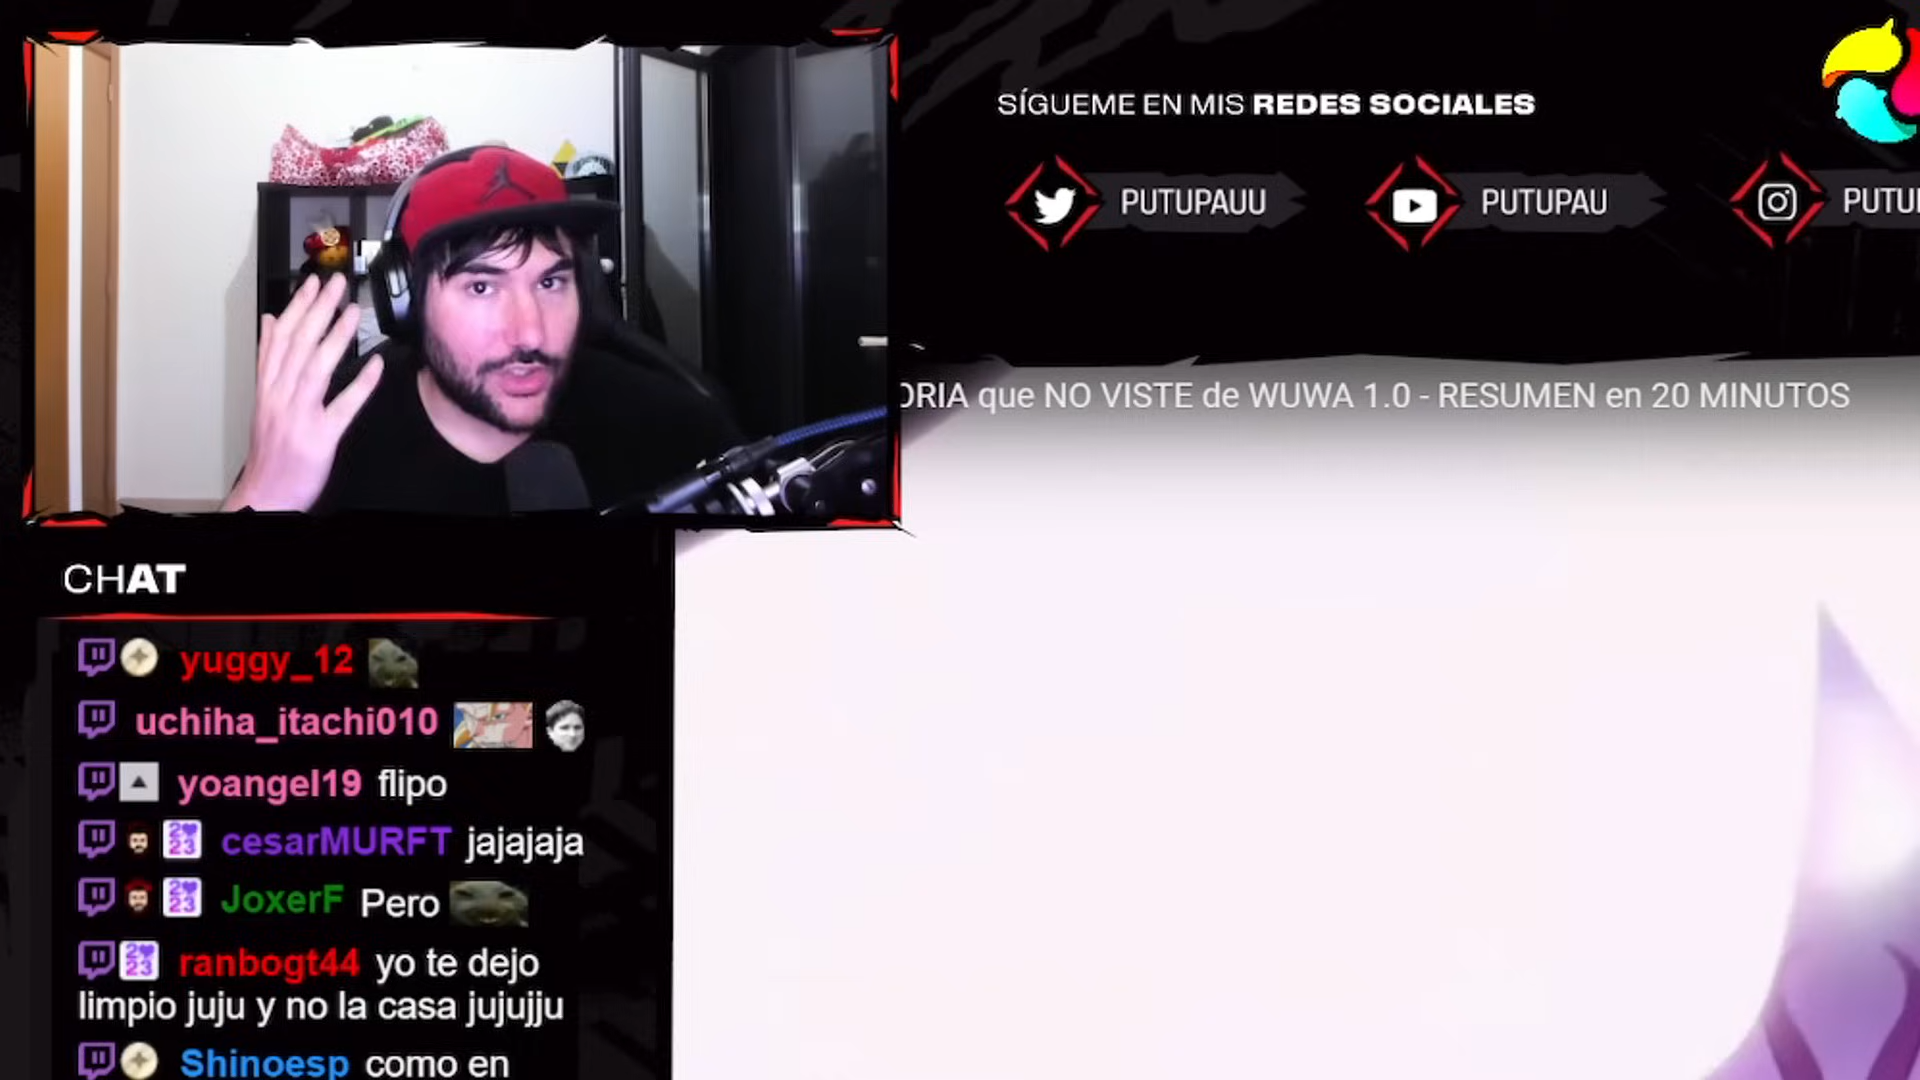 SÍGUEME EN MIS REDES SOCIALES
PUTUPAUU
PUTUPAU
PUTU
ORIA que NO VISTE de WUWA 1.0 - RESUMEN en 20 MINUTOS
CHAT
yuggy_12
uchiha_itachi010
yoangel19 flipo
cesarMURFT jajajaja
JoxerF Pero
ranbogt44 yo te dejo
limpio juju y no la casa jujujju
Shinoesp como en